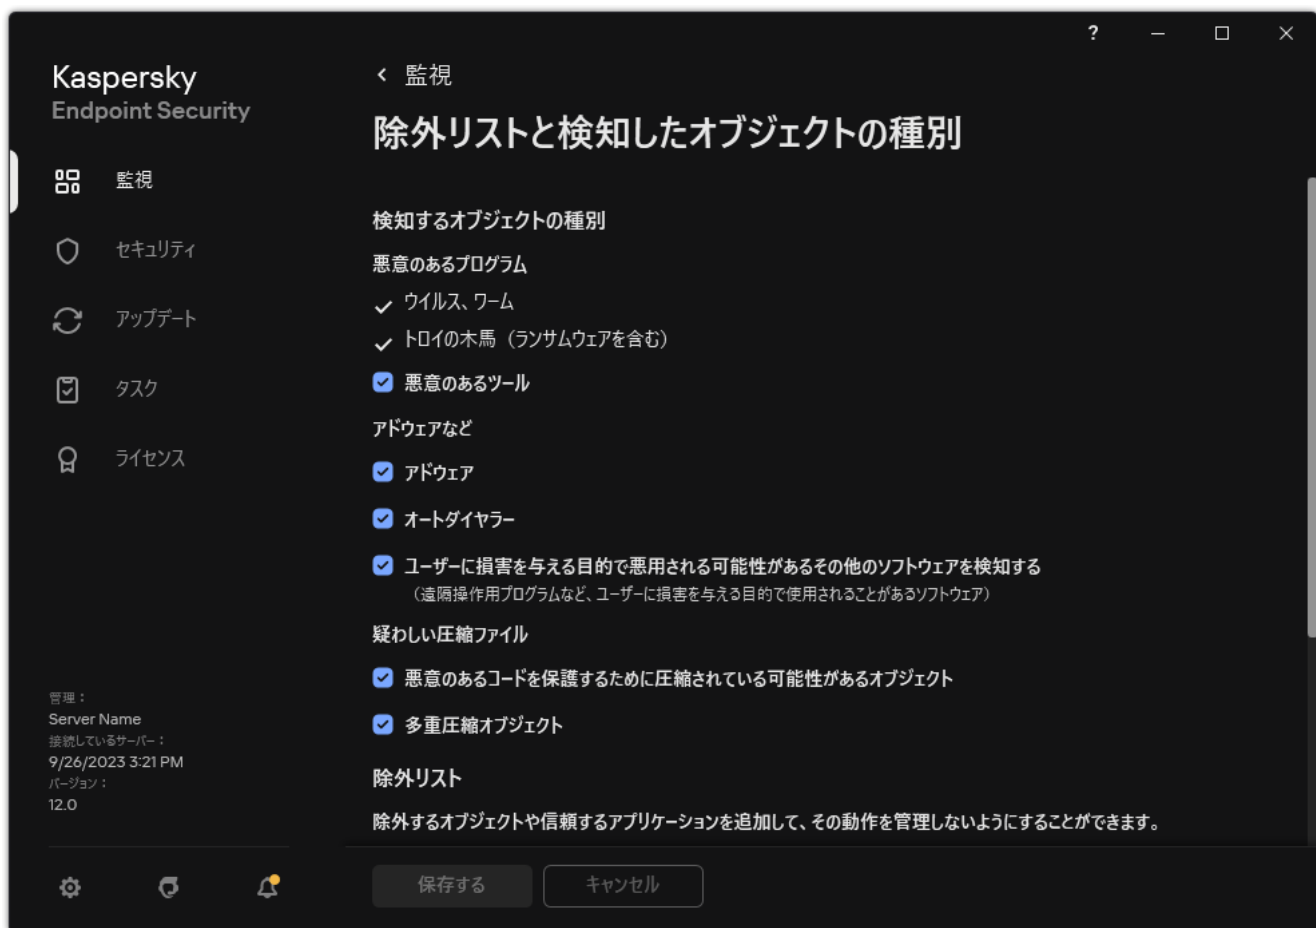 ?
Kaspersky
Endpoint Security
監視
セキュリティ
アップデート
タスク
ライセンス
管理：
Server Name
接続しているサーバー：
9/26/2023 3:21 PM
バージョン：
12.0
監視
除外リストと検知したオブジェクトの種別
検知するオブジェクトの種別
悪意のあるプログラム
ウイルス、ワーム
トロイの木馬（ランサムウェアを含む）
悪意のあるツール
アドウェアなど
アドウェア
オートダイヤラー
ユーザーに損害を与える目的で悪用される可能性があるその他のソフトウェアを検知する
（遠隔操作用プログラムなど、ユーザーに損害を与える目的で使用されることがあるソフトウェア）
疑わしい圧縮ファイル
悪意のあるコードを保護するために圧縮されている可能性があるオブジェクト
多重圧縮オブジェクト
除外リスト
除外するオブジェクトや信頼するアプリケーションを追加して、その動作を管理しないようにすることができます。
保存する
キャンセル